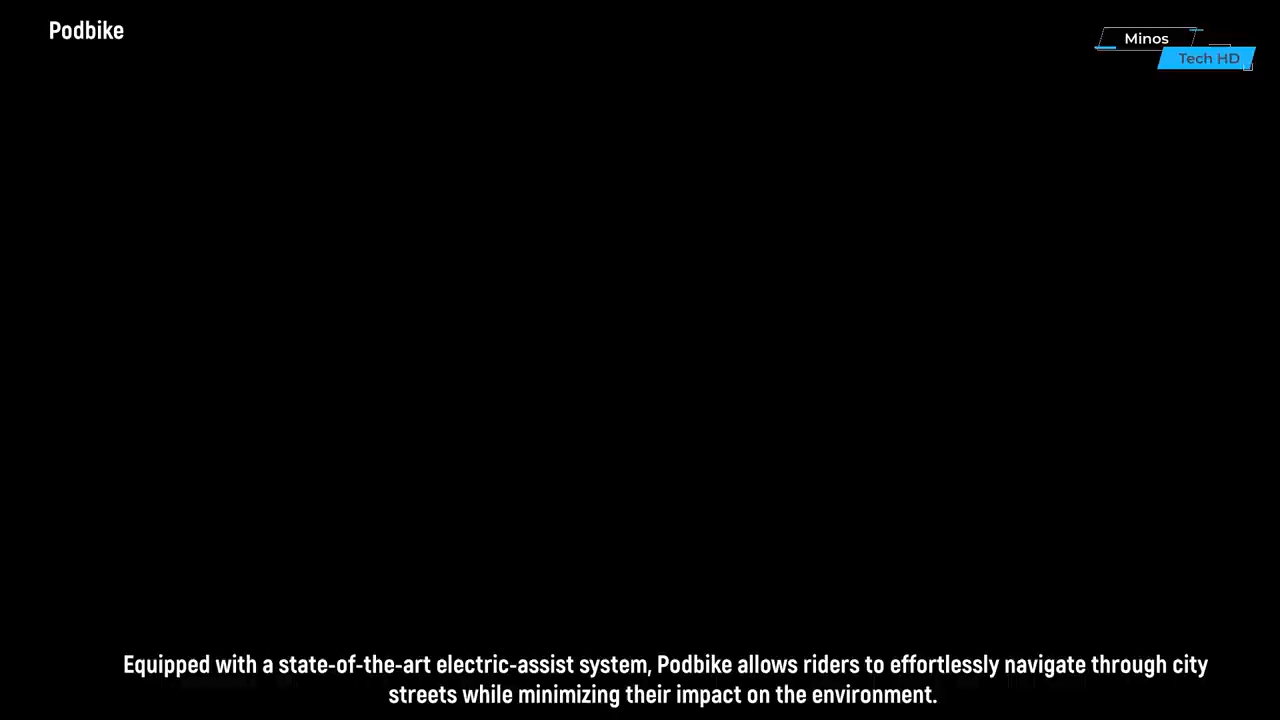 Podbike
Minos
Tech HD
Equipped with a state-of-the-art electric-assist system, Podbike allows riders to effortlessly navigate through city
streets while minimizing their impact on the environment.